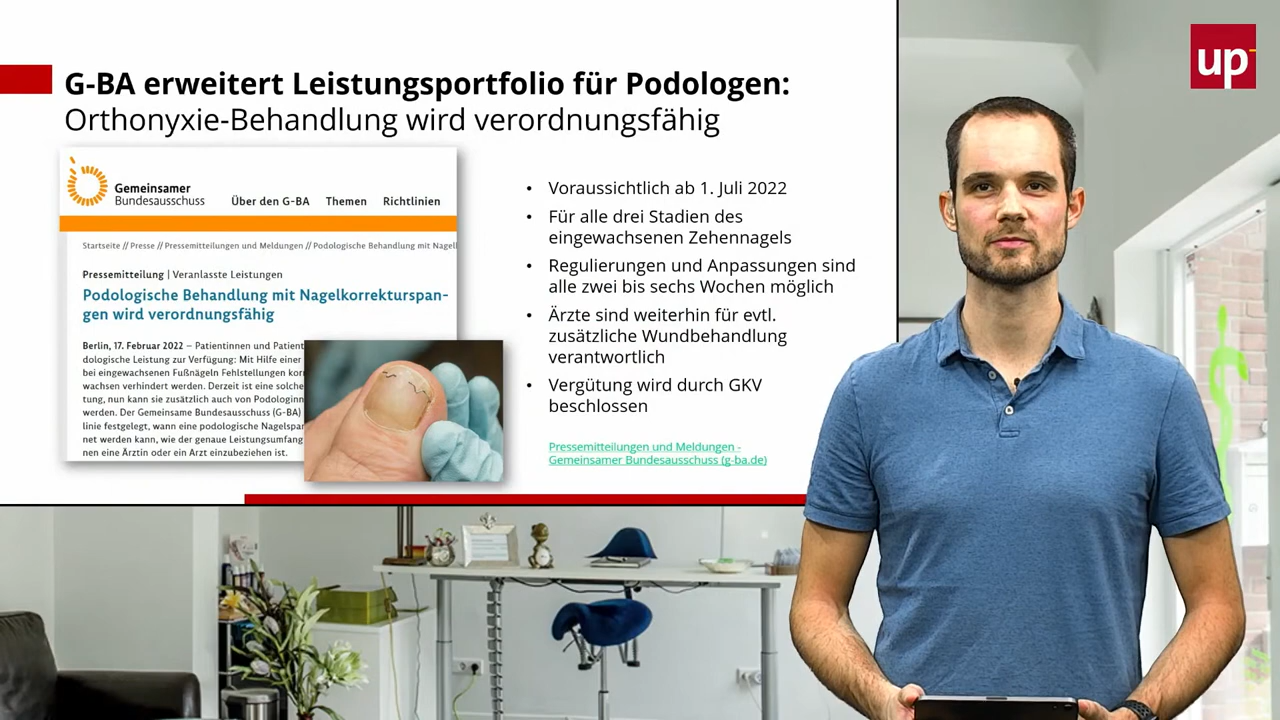 G-BA erweitert Leistungsportfolio für Podologen:
Orthonyxie-Behandlung wird verordnungsfähig
Gemeinsamer
Bundesausschuss
Über den G-BA Themen Richtlinien
Startseite // Presse // Pressemitteilungen und Meldungen // Podologische Behandlung mit Nagel
Pressemitteilung | Veranlasste Leistungen
Podologische Behandlung mit Nagelkorrekturspan-
gen wird verordnungsfähig
Berlin, 17. Februar 2022 – Patientinnen und Patient
dologische Leistung zur Verfügung: Mit Hilfe einer
bei eingewachsenen Fußnägeln Fehlstellungen kor
wachsen verhindert werden. Derzeit ist eine solche
tung, nun kann sie zusätzlich auch von Podologinn
werden. Der Gemeinsame Bundesausschuss (G-BA)
linie festgelegt, wann eine podologische Nagelspa
net werden kann, wie der genaue Leistungsumfang
nen eine Ärztin oder ein Arzt einzubeziehen ist.
• Voraussichtlich ab 1. Juli 2022
• Für alle drei Stadien des
eingewachsenen Zehennagels
• Regulierungen und Anpassungen sind
alle zwei bis sechs Wochen möglich
• Ärzte sind weiterhin für evtl.
zusätzliche Wundbehandlung
verantwortlich
• Vergütung wird durch GKV
beschlossen
Pressemitteilungen und Meldungen -
Gemeinsamer Bundesausschuss (g-ba.de)
up